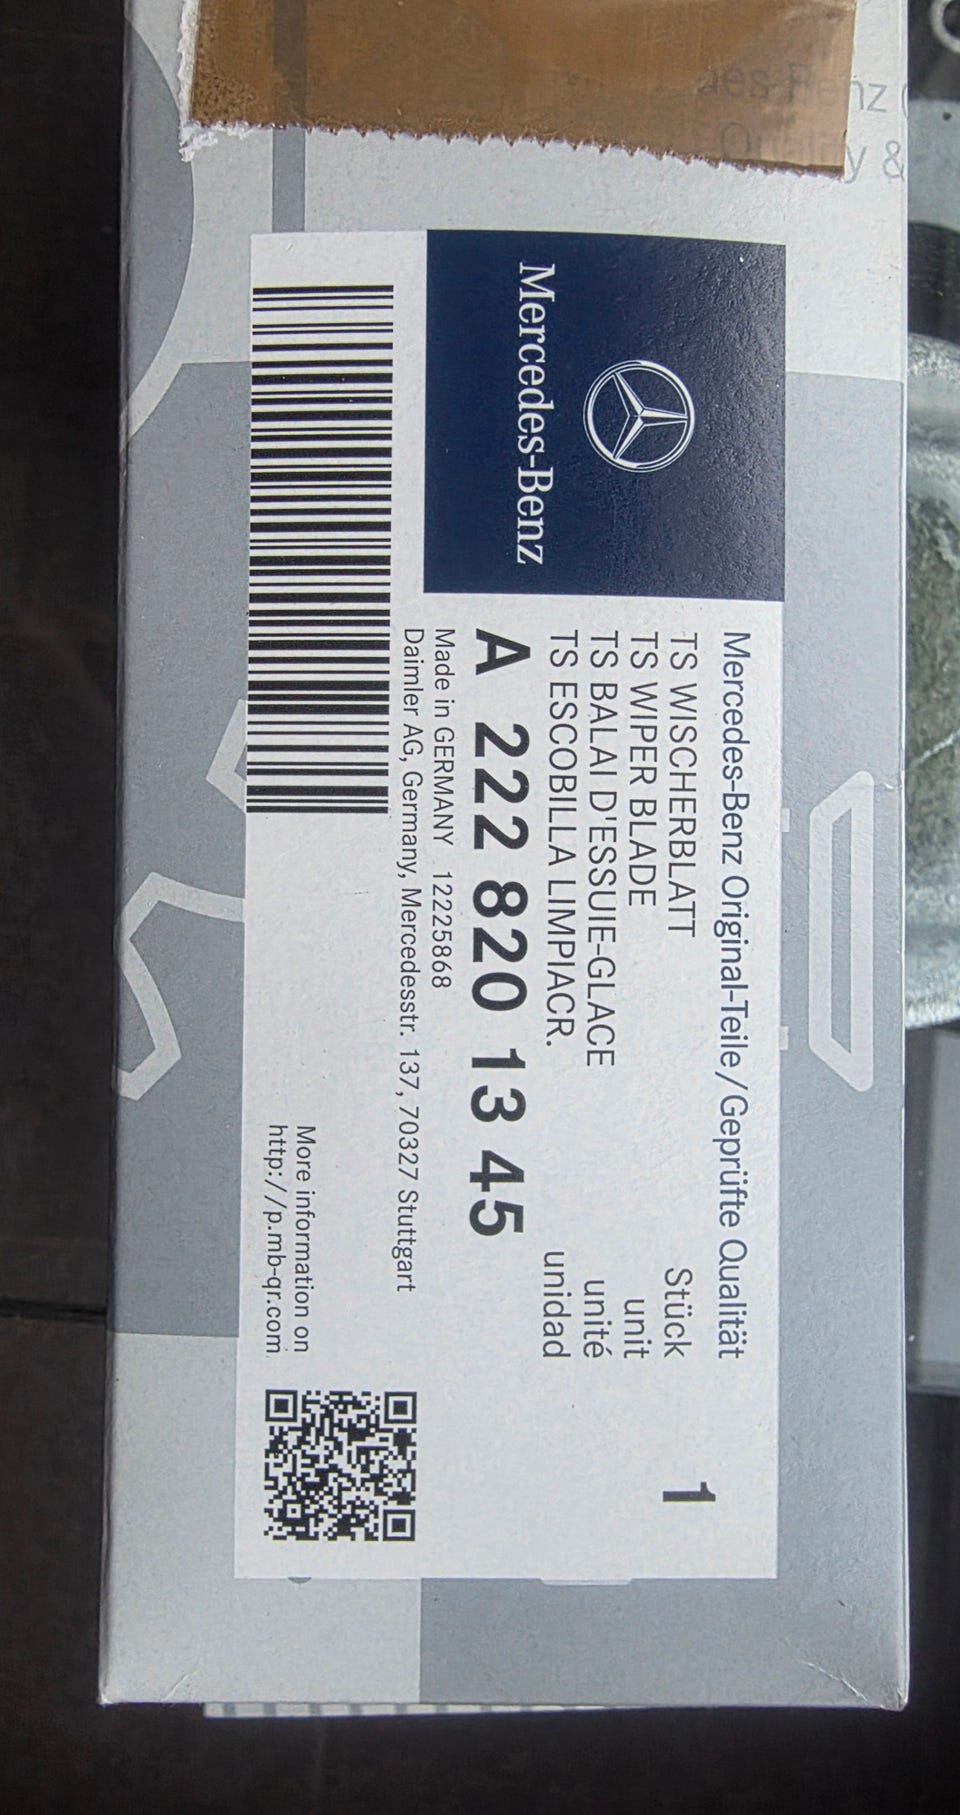 Quality &
Mercedes-Benz
Mercedes-Benz Original-Teile/Geprüfte Qualität
TS WISCHERBLATT Stück 1
TS WIPER BLADE unit
TS BALAI D'ESSUIE-GLACE unité
TS ESCOBILLA LIMPIACR. unidad
A 222 820 13 45
Made in GERMANY 12225868
Daimler AG, Germany, Mercedesstr. 137, 70327 Stuttgart
More information on
http://p.mb-qr.com